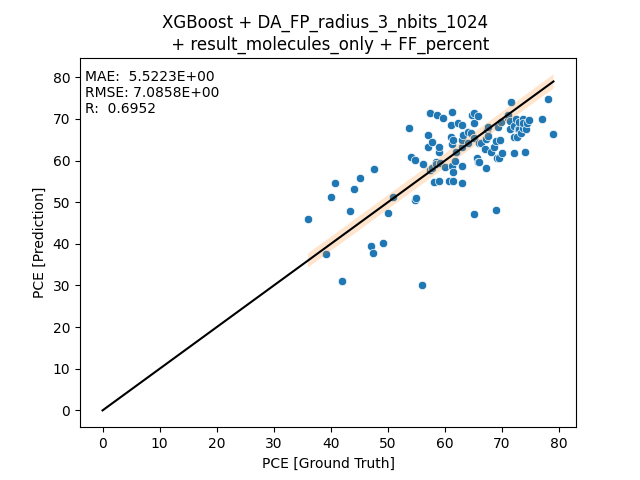 XGBoost + DA_FP_radius_3_nbits_1024
+ result_molecules_only + FF_percent
MAE:  5.5223E+00
RMSE: 7.0858E+00
R:  0.6952
80
70
60
50
40
30
20
10
0
PCE [Prediction]
0 10 20 30 40 50 60 70 80
PCE [Ground Truth]